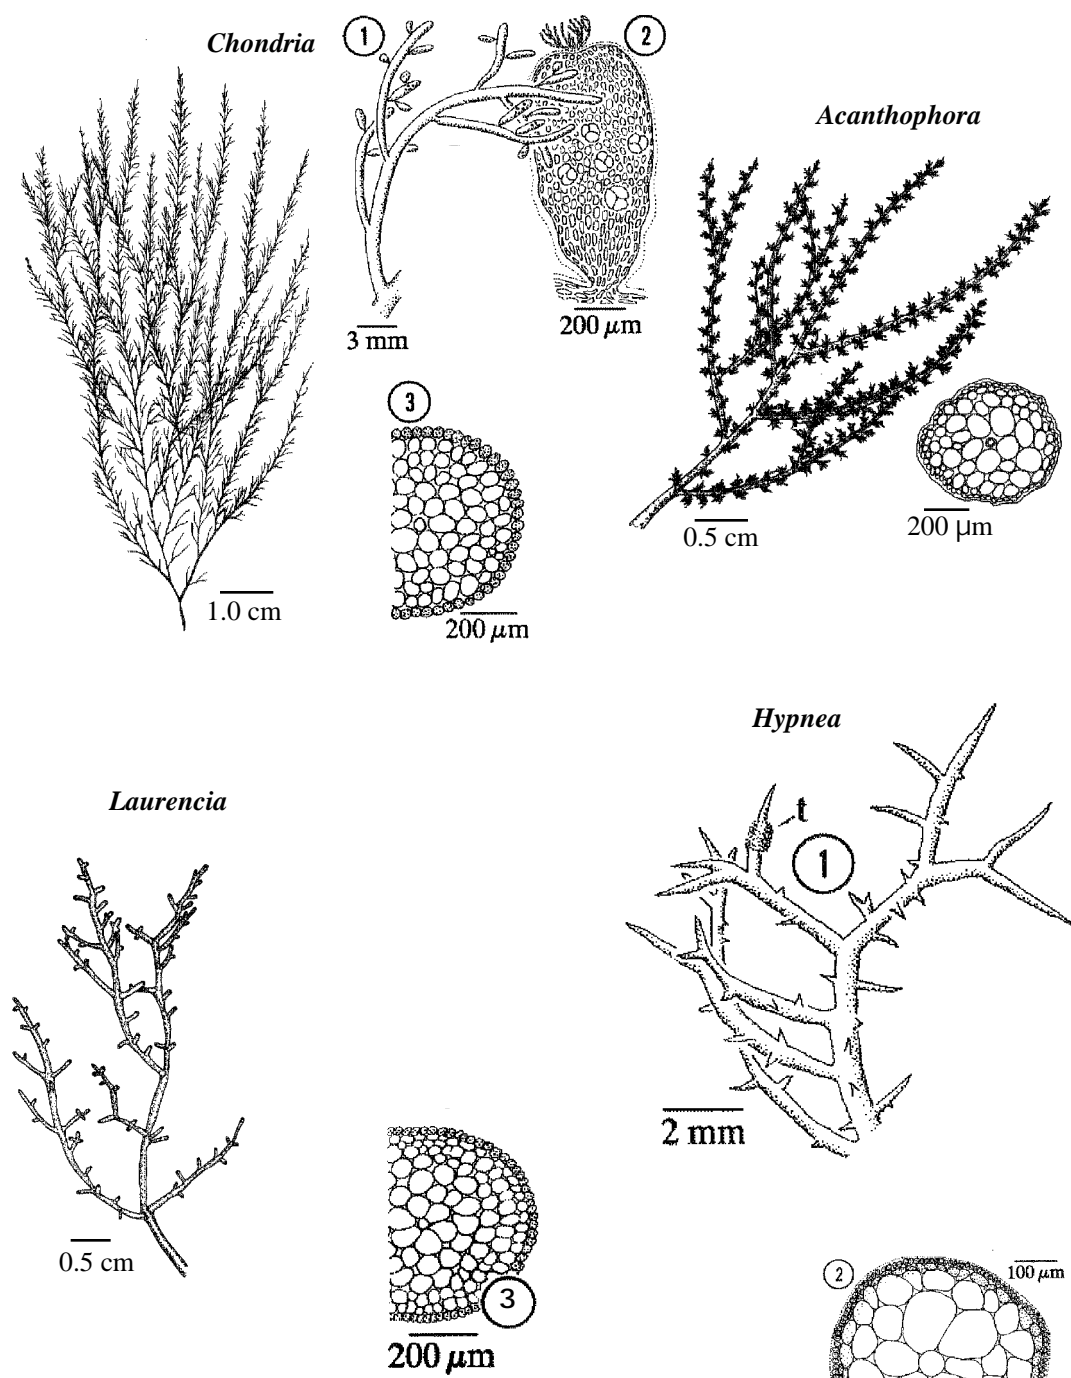 Chondria
1
2
Acanthophora
3 mm
200 µm
3
1.0 cm
200 µm
0.5 cm
200 µm
Hypnea
Laurencia
t
1
2 mm
0.5 cm
3
200 µm
2
100 µm